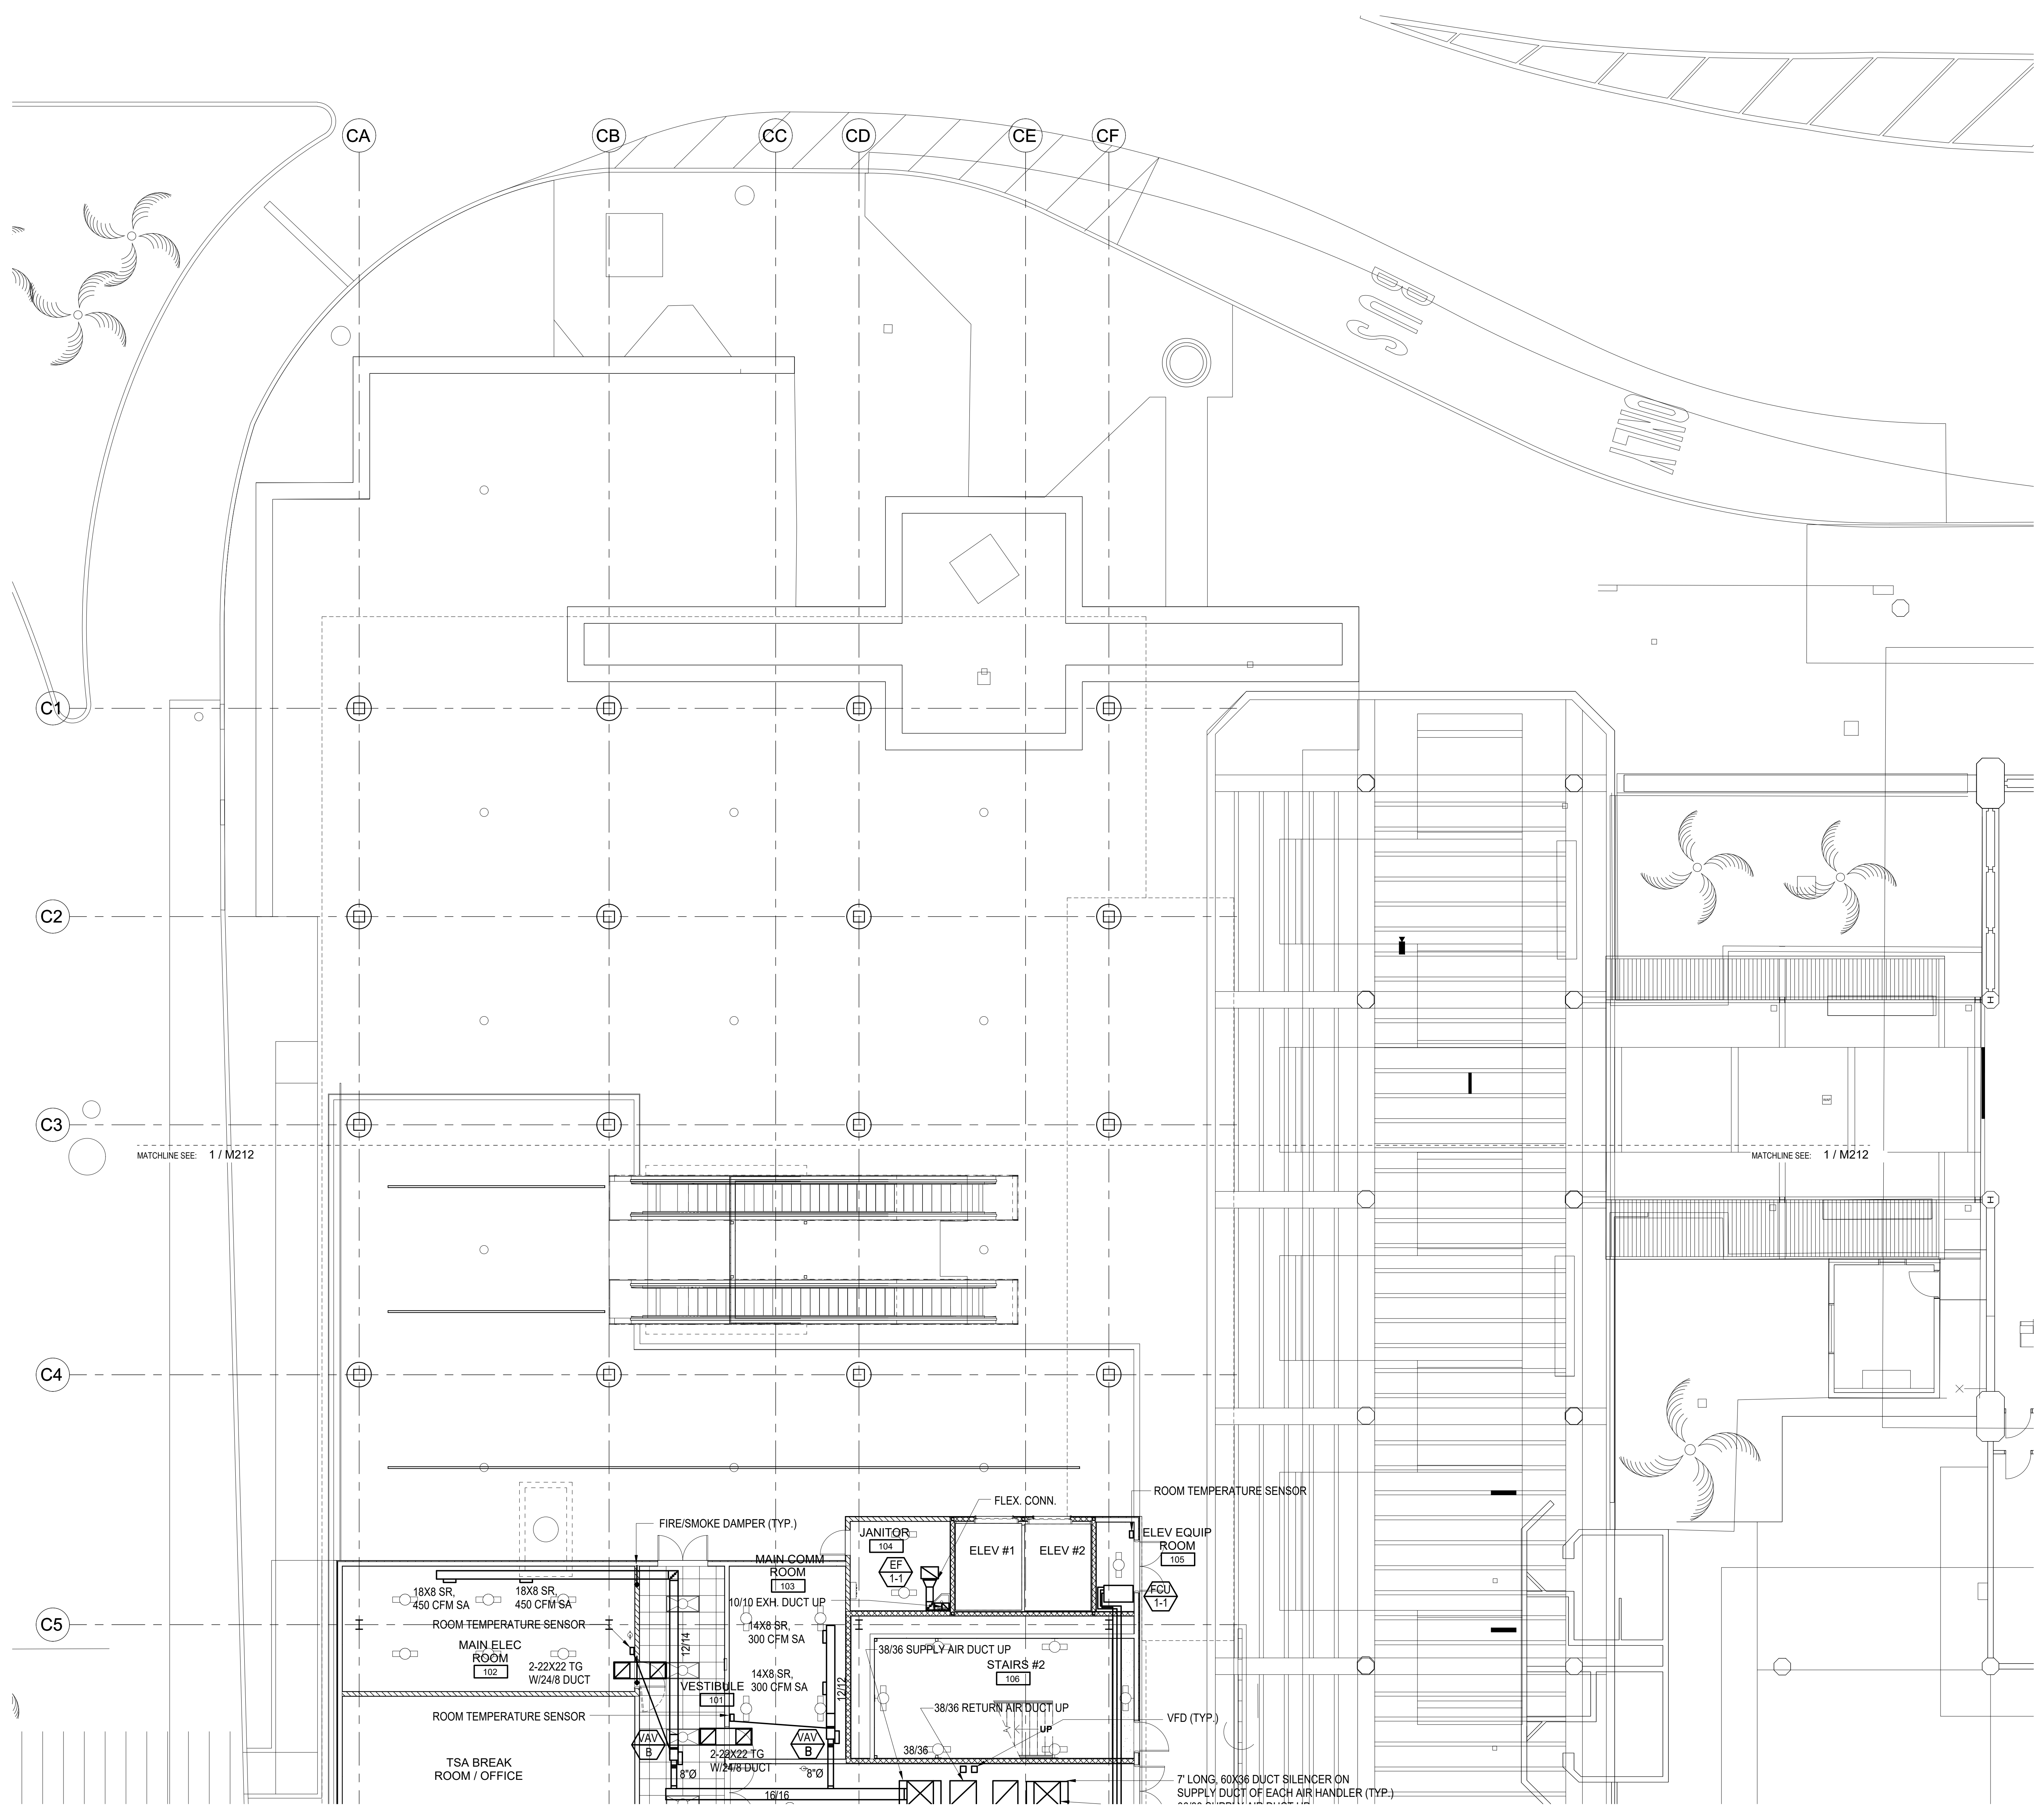 CA
CB
CC
CD
CE
CF
BUS
ONLY
C1
C2
C3
MATCHLINE SEE: 1 / M212
MATCHLINE SEE: 1 / M212
C4
ROOM TEMPERATURE SENSOR
FLEX. CONN.
FIRE/SMOKE DAMPER (TYP.)
JANITOR
104
ELEV #1
ELEV #2
ELEV EQUIP
ROOM
105
MAIN COMM
ROOM
103
EF
1-1
FCU
1-1
18X8 SR,
450 CFM SA
18X8 SR,
450 CFM SA
10/10 EXH. DUCT UP
C5
ROOM TEMPERATURE SENSOR
14X8 SR,
300 CFM SA
12/14
MAIN ELEC
ROOM
102
2-22X22 TG
W/24/8 DUCT
38/36 SUPPLY AIR DUCT UP
STAIRS #2
106
14X8 SR,
300 CFM SA
12/12
VESTIBULE
101
38/36 RETURN AIR DUCT UP
ROOM TEMPERATURE SENSOR
VFD (TYP.)
UP
VAV
B
VAV
B
38/36
2-22X22 TG
W/24/8 DUCT
TSA BREAK
ROOM / OFFICE
8"Ø
8"Ø
16/16
7' LONG, 60X36 DUCT SILENCER ON
SUPPLY DUCT OF EACH AIR HANDLER (TYP.)